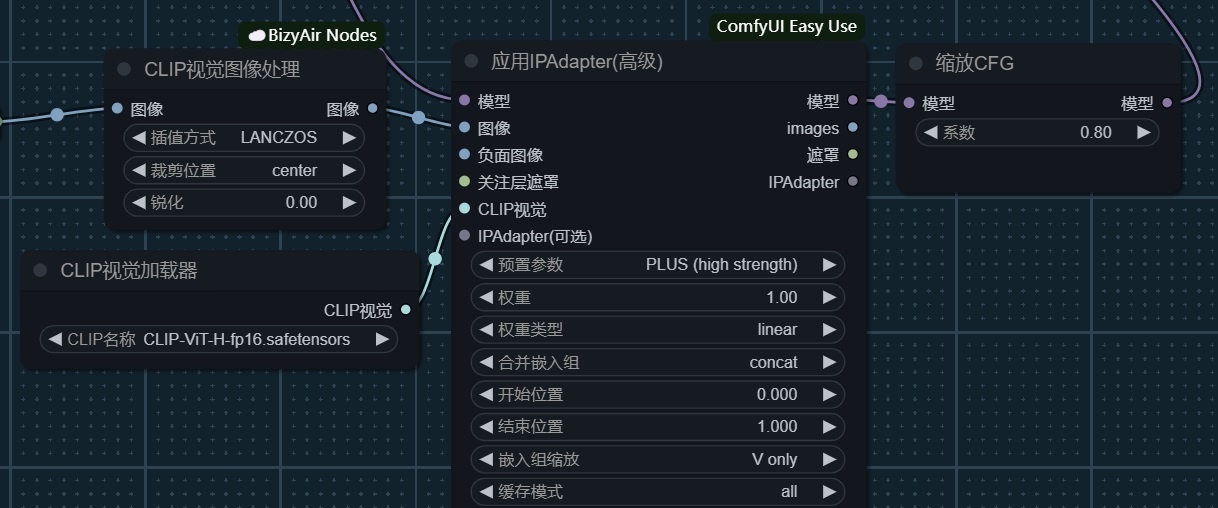 BizyAir Nodes
CLIP视觉图像处理
图像 图像
插值方式 LANCZOS
裁剪位置 center
锐化 0.00
CLIP视觉加载器
CLIP视觉
CLIP名称 CLIP-ViT-H-fp16.safetensors
ComfyUI Easy Use
应用IPAdapter(高级)
模型 模型
图像 images
负面图像 遮罩
关注层遮罩 IPAdapter
CLIP视觉
IPAdapter(可选)
预置参数 PLUS (high strength)
权重 1.00
权重类型 linear
合并嵌入组 concat
开始位置 0.000
结束位置 1.000
嵌入组缩放 V only
缓存模式 all
缩放CFG
模型 模型
系数 0.80